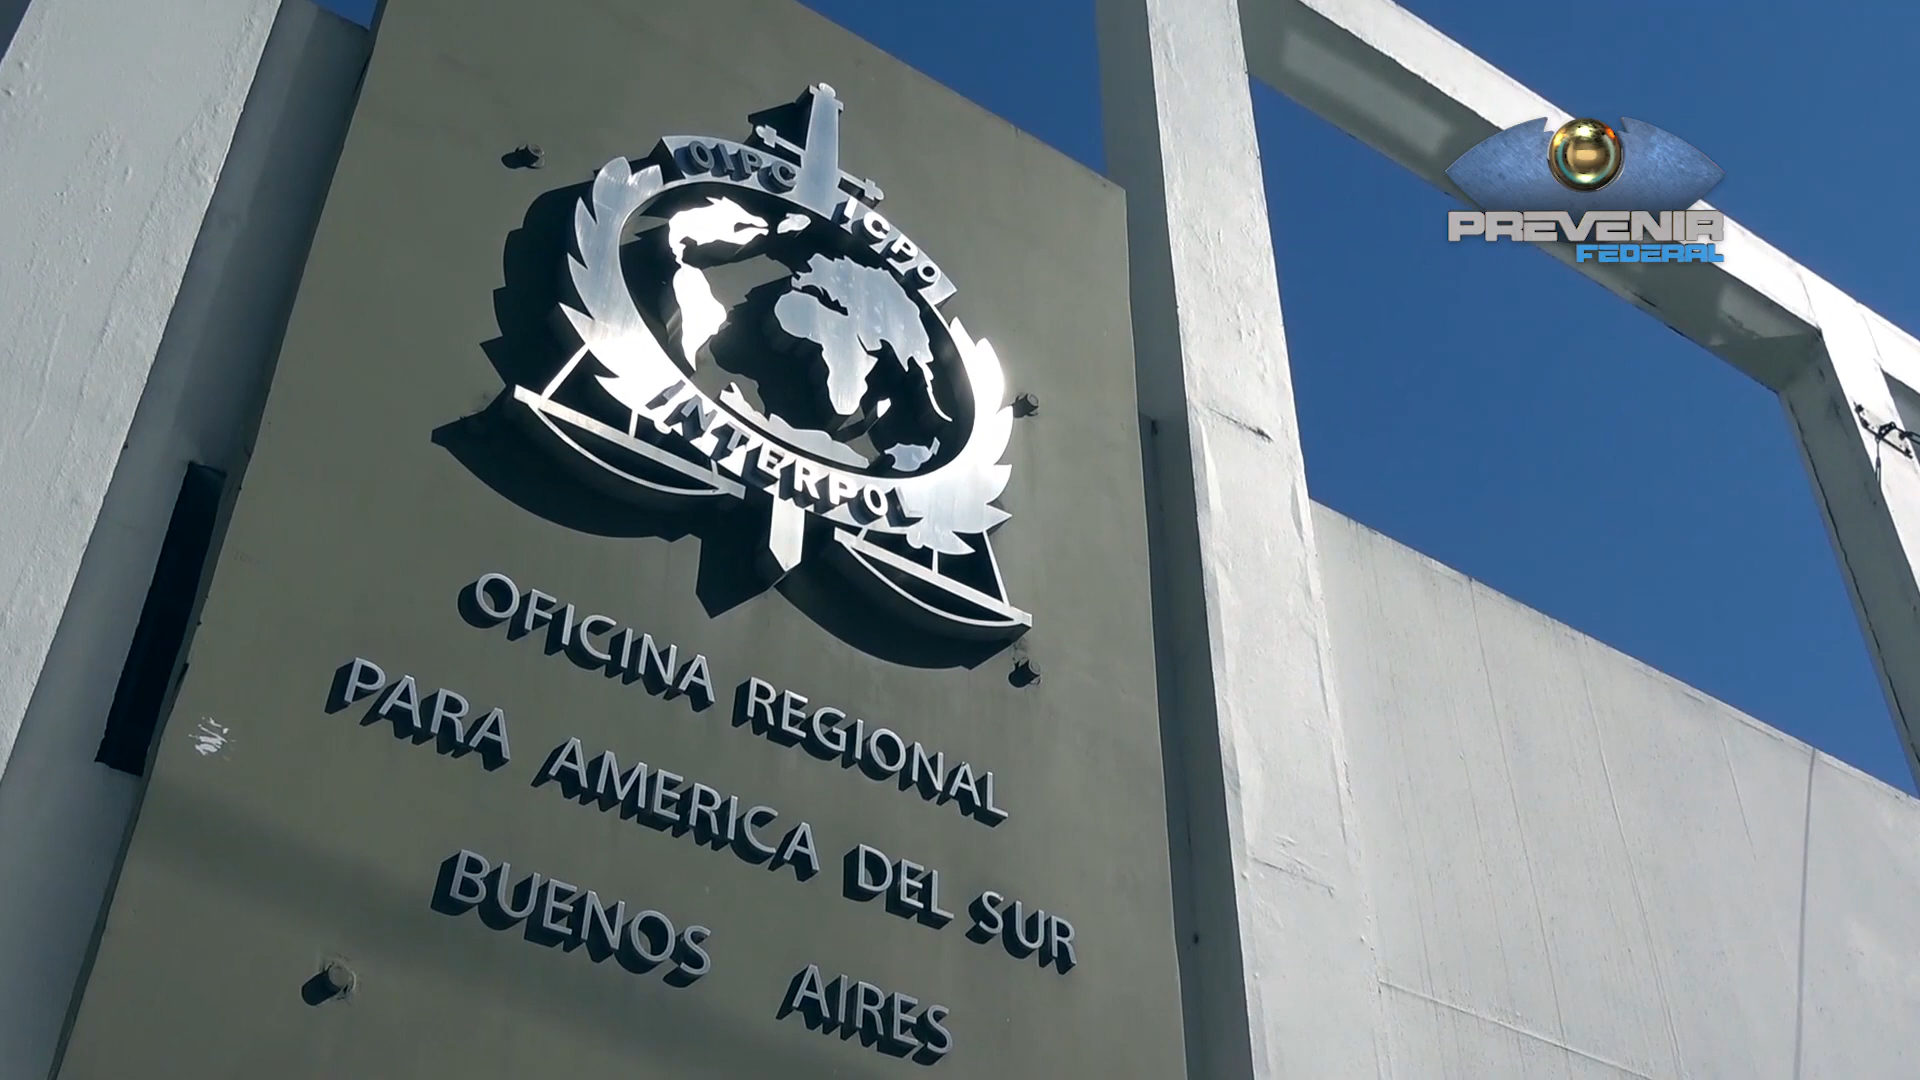 OIPC ICPO
INTERPOL
OFICINA REGIONAL
PARA AMERICA DEL SUR
BUENOS AIRES
PREVENIR
FEDERAL